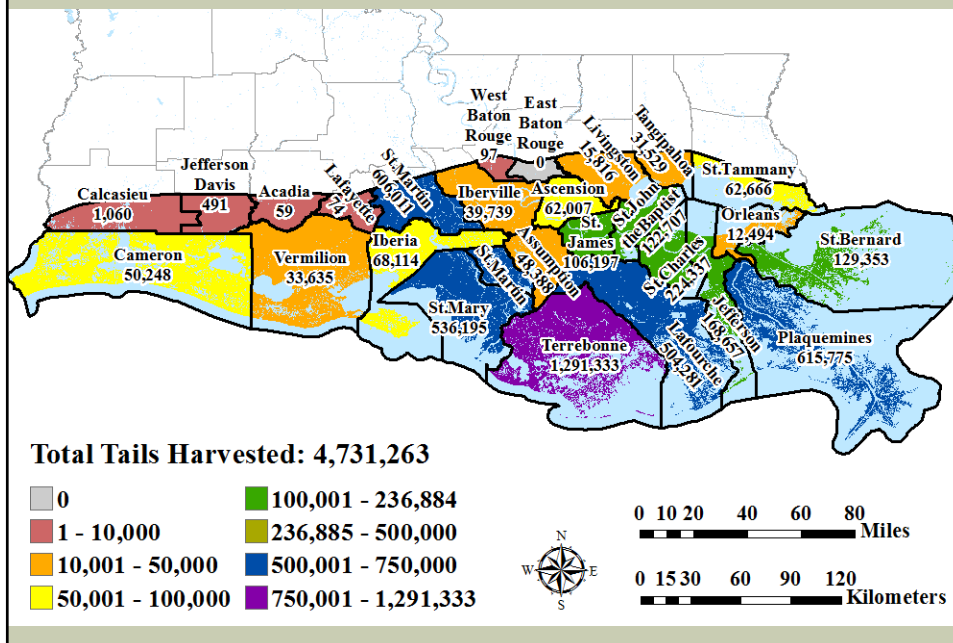 West
Baton
Rouge
97
East
Baton
Rouge
0
Livingston
15,816
Tangipahoa
31,529
St.Tammany
62,666
Calcasieu
1,060
Jefferson
Davis
491
Acadia
59
Lafayette
74
St.Martin
606,011
Iberville
39,739
Ascension
62,007
St.John
theBaptist
122,707
Orleans
12,494
St.Bernard
129,353
Cameron
50,248
Vermilion
33,635
Iberia
68,114
St.Martin
Assumption
48,388
St.
James
106,197
St.Charles
224,337
Jefferson
168,657
St.Mary
536,195
Terrebonne
1,291,333
Lafourche
504,281
Plaquemines
615,775
Total Tails Harvested: 4,731,263
0
1 - 10,000
10,001 - 50,000
50,001 - 100,000
100,001 - 236,884
236,885 - 500,000
500,001 - 750,000
750,001 - 1,291,333
N
W E
S
0 10 20 40 60 80
Miles
0 15 30 60 90 120
Kilometers